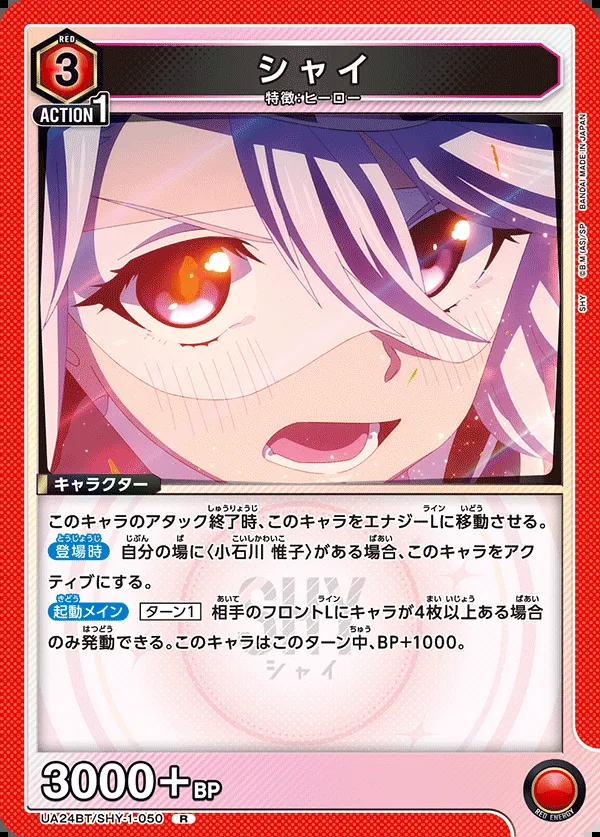 RED
3
シャイ
特徴:ヒーロー
ACTION1
SHY ©B.M(AS)/SP BANDAI MADE IN JAPAN
キャラクター
このキャラのアタック終了時、このキャラをエナジーLに移動させる。
登場時 自分の場に〈小石川 惟子〉がある場合、このキャラをアク
ティブにする。
起動メイン ターン1 相手のフロントLにキャラが4枚以上ある場合
のみ発動できる。このキャラはこのターン中、BP+1000。
SHY
シャイ
3000+BP
UA24BT/SHY-1-050 R
RED ENERGY